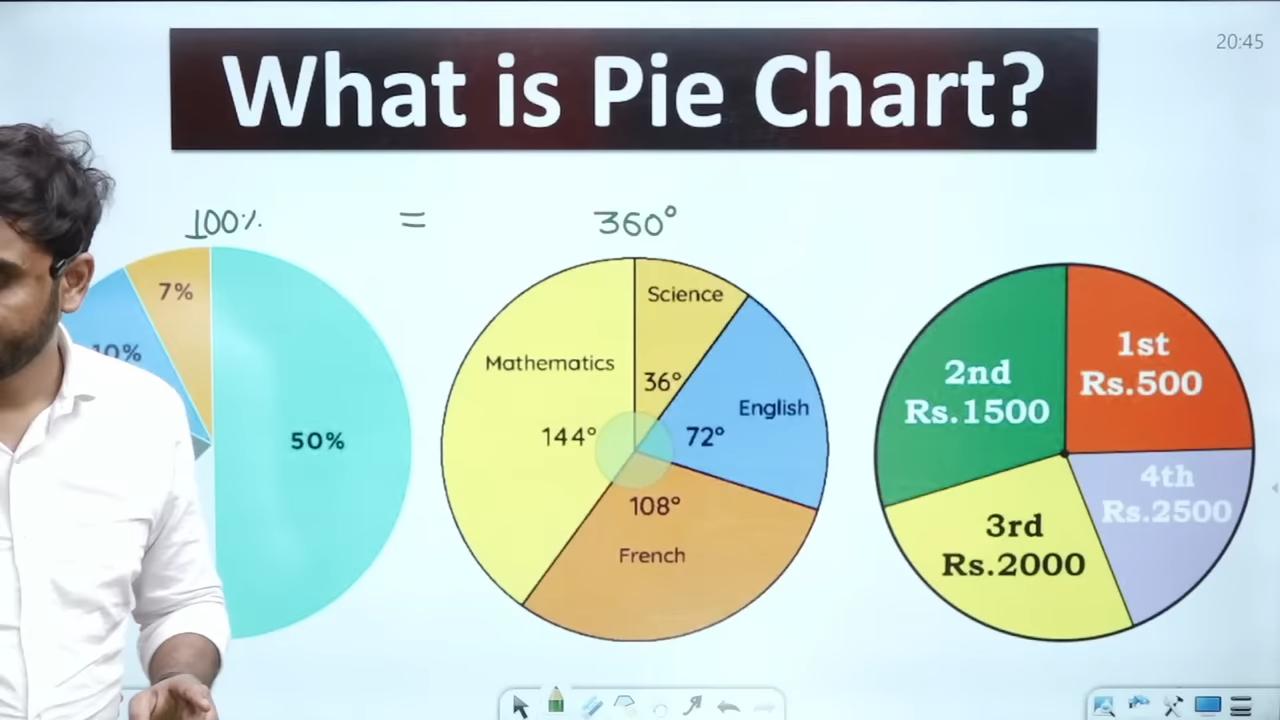 20:45
What is Pie Chart?
100% = 360°
7%
10%
50%
Science
36°
Mathematics
144°
English
72°
108°
French
1st
Rs.500
2nd
Rs.1500
3rd
Rs.2000
4th
Rs.2500